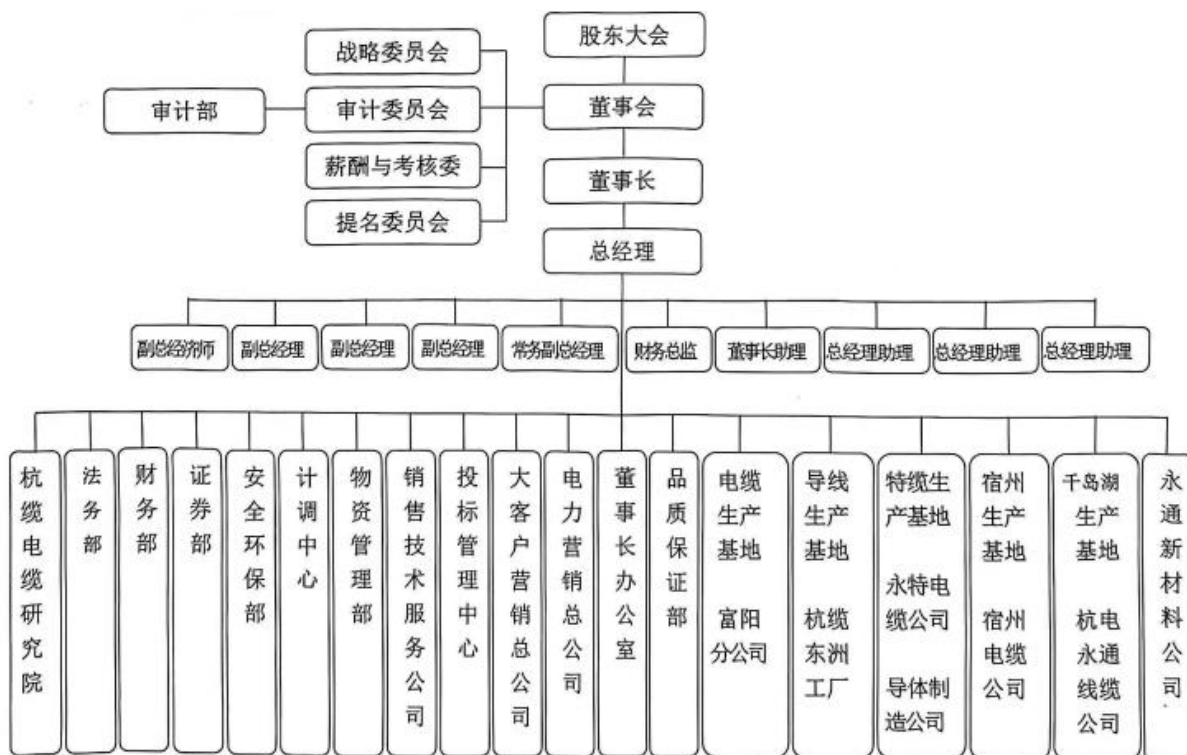 股东大会
战略委员会
审计部
审计委员会
董事会
薪酬与考核委
董事长
提名委员会
总经理
副总经济师
副总经理
副总经理
副总经理
常务副总经理
财务总监
董事长助理
总经理助理
总经理助理
总经理助理
杭缆电缆研究院
法务部
财务部
证券部
安全环保部
计调中心
物资管理部
销售技术服务公司
投标管理中心
大客户营销总公司
电力营销总公司
董事长办公室
品质保证部
电缆
生产
基地
富阳
分公司
导线
生产
基地
杭缆
东洲
工厂
特缆生
产基地
永特电
缆公司
导体制
造公司
宿州
生产
基地
宿州
电缆
公司
千岛湖
生产
基地
杭电
永通
线缆
公司
永通新材料公司